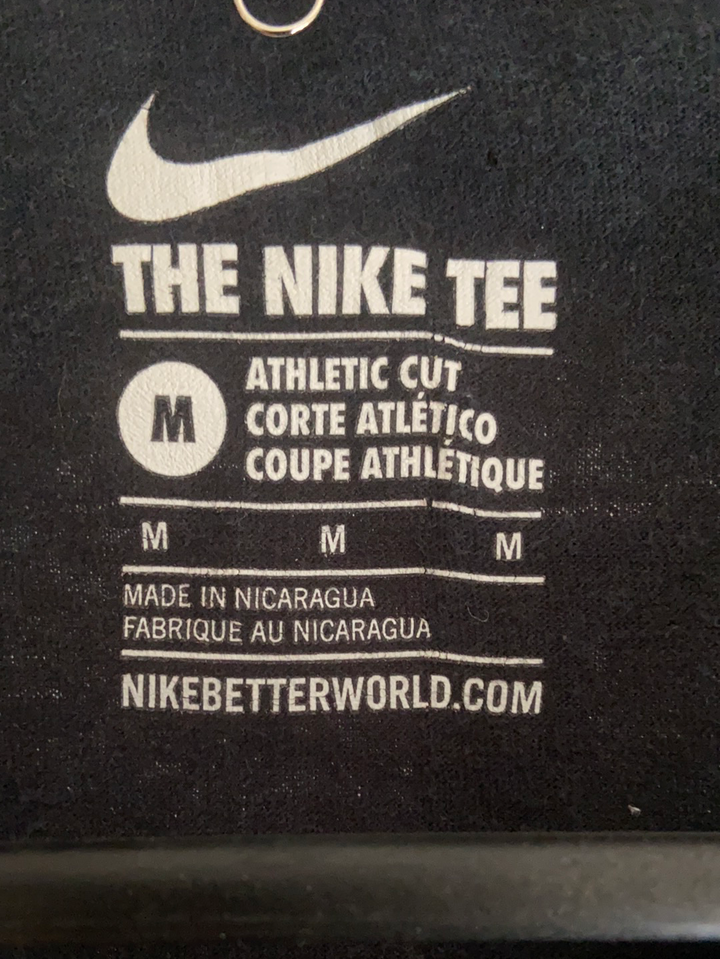 THE NIKE TEE
M
ATHLETIC CUT
CORTE ATLÉTICO
COUPE ATHLÉTIQUE
M M M
MADE IN NICARAGUA
FABRIQUE AU NICARAGUA
NIKEBETTERWORLD.COM